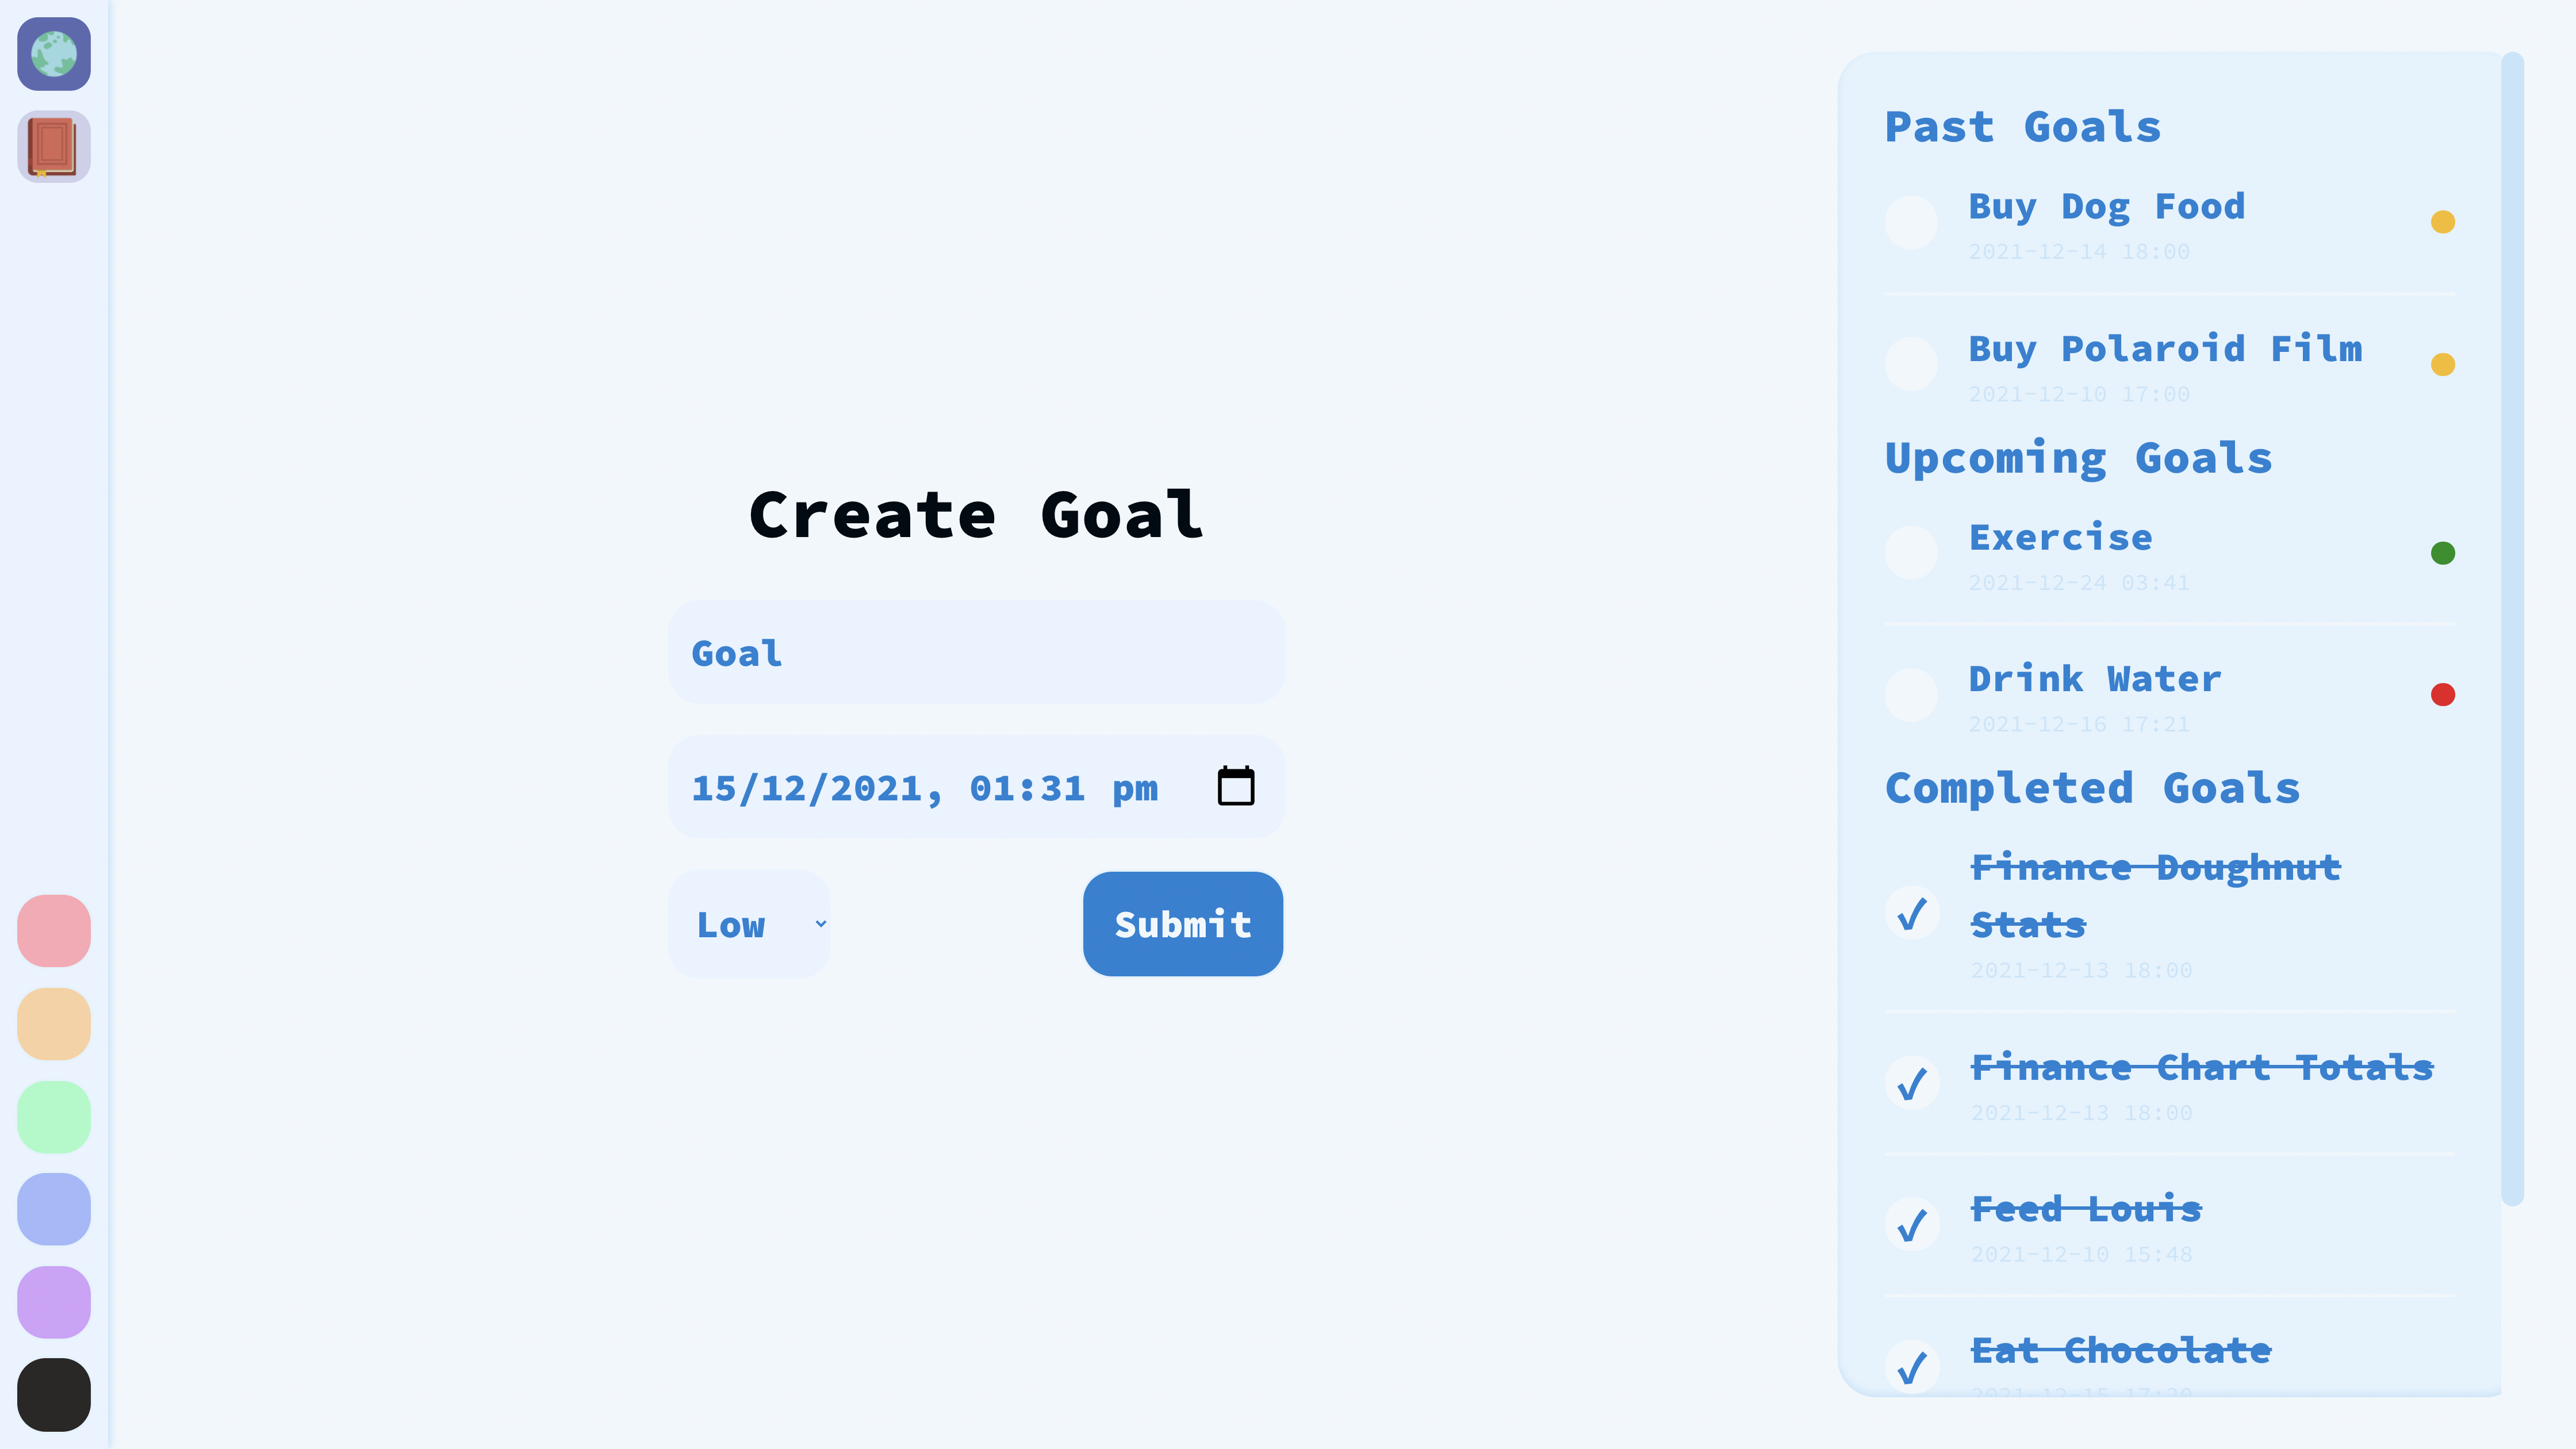 Create Goal
Goal
15/12/2021, 01:31 pm
Low
Submit
Past Goals
Buy Dog Food
2021-12-14 18:00
Buy Polaroid Film
2021-12-10 17:00
Upcoming Goals
Exercise
2021-12-24 03:41
Drink Water
2021-12-16 17:21
Completed Goals
Finance Doughnut
Stats
2021-12-13 18:00
Finance Chart Totals
2021-12-13 18:00
Feed Louis
2021-12-10 15:48
Eat Chocolate